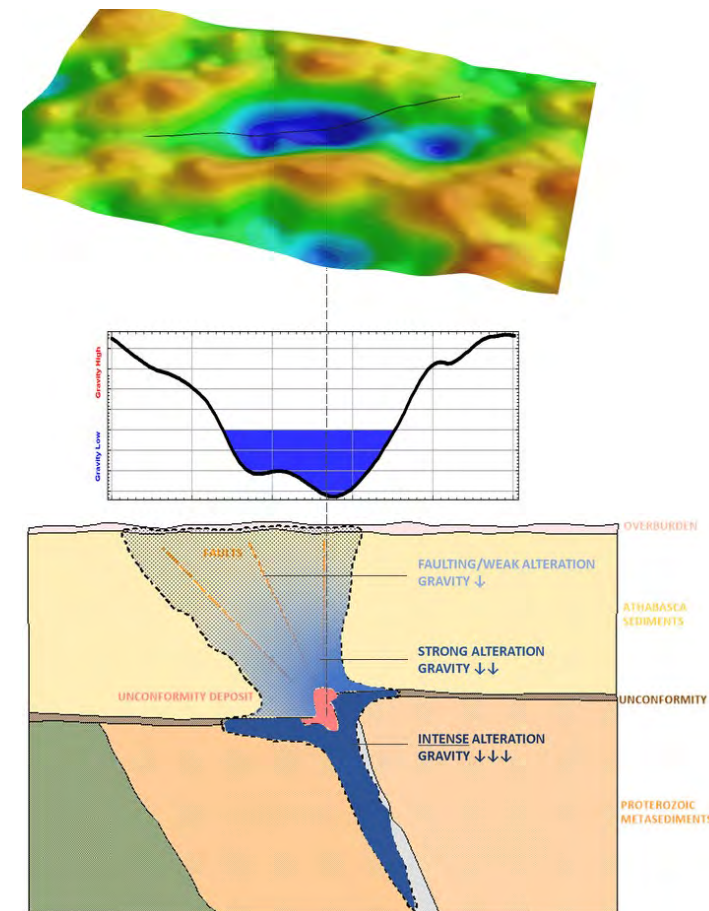 Gravity High
Gravity Low
OVERBURDEN
FAULTS
FAULTING/WEAK ALTERATION
GRAVITY ↓
ATHABASCA
SEDIMENTS
STRONG ALTERATION
GRAVITY ↓↓
UNCONFORMITY DEPOSIT
UNCONFORMITY
INTENSE ALTERATION
GRAVITY ↓↓↓
PROTEROZOIC
METASEDIMENTS